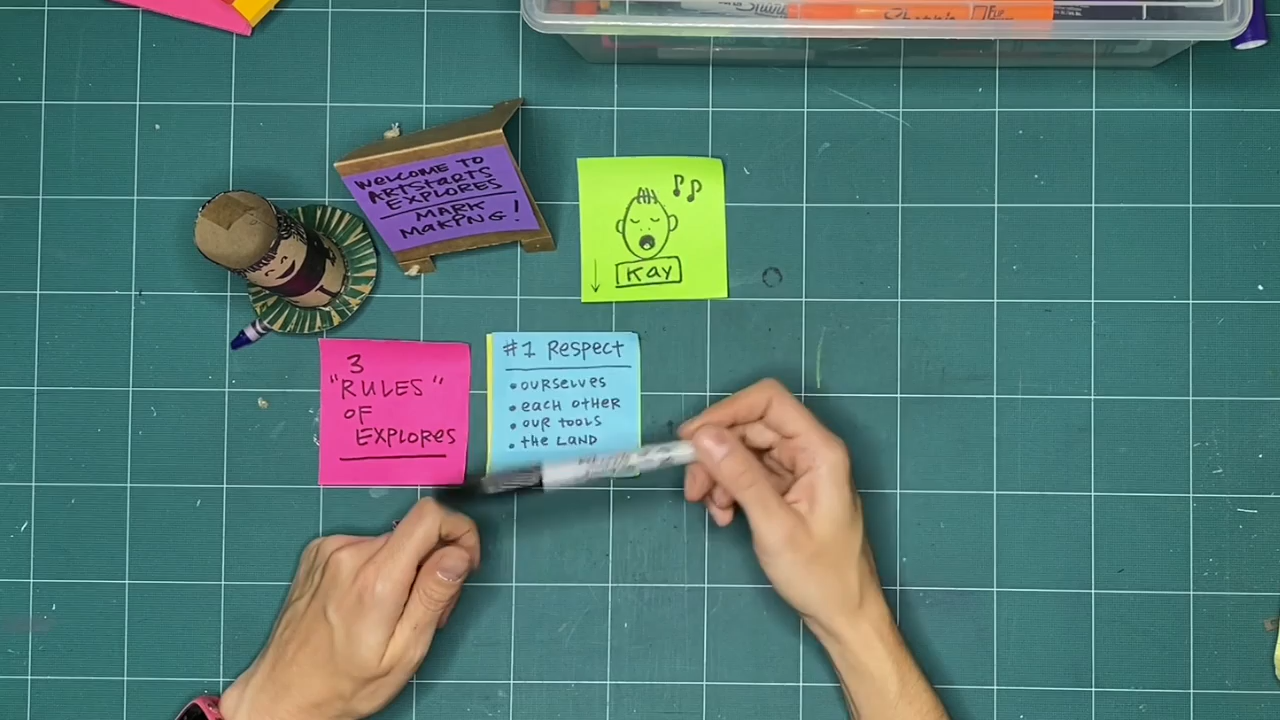 WELCOME TO
ARTSTARTS
EXPLORES
MARK
MAKING!
KAY
3
"RULES"
OF
EXPLORES
#1 RESPECT
• OURSELVES
• EACH OTHER
• OUR TOOLS
• THE LAND